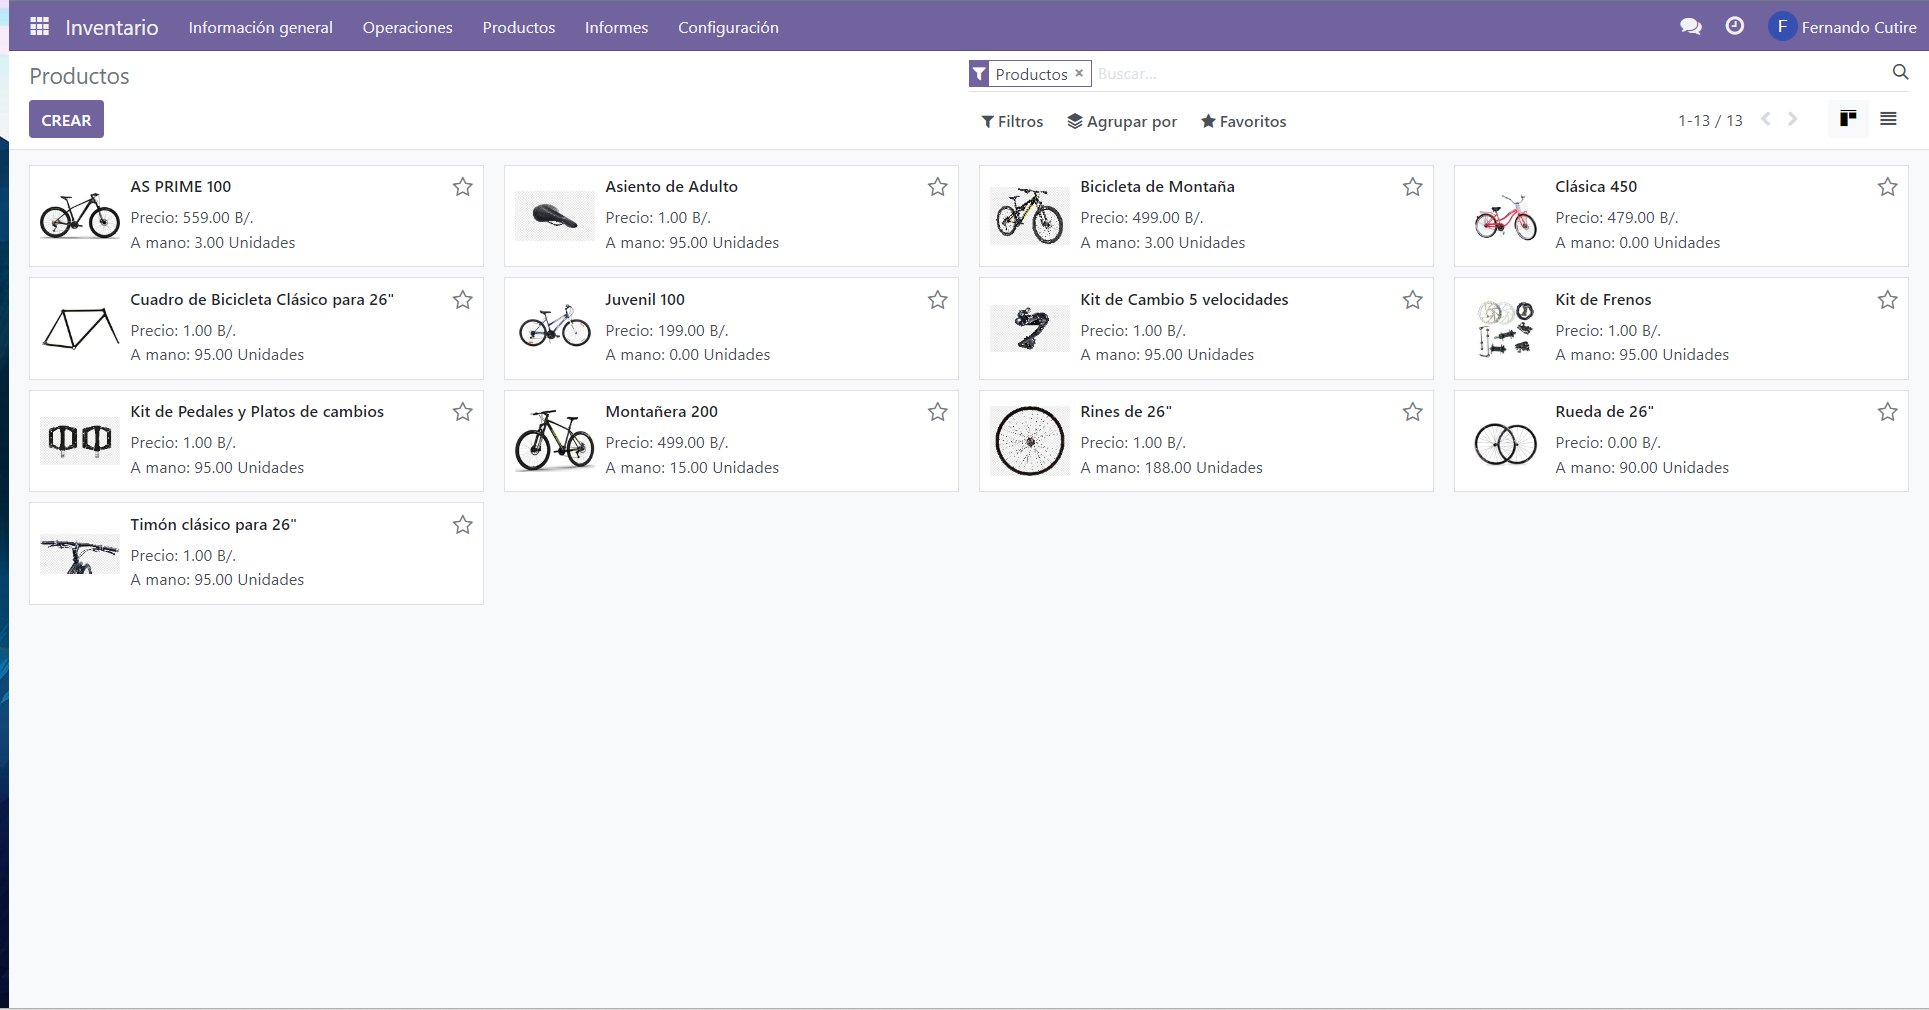 Inventario Información general Operaciones Productos Informes Configuración F Fernando Cutire
Productos
Productos × Buscar...
CREAR
Filtros Agrupar por Favoritos 1-13 / 13
AS PRIME 100
Precio: 559.00 B/.
A mano: 3.00 Unidades
Asiento de Adulto
Precio: 1.00 B/.
A mano: 95.00 Unidades
Bicicleta de Montaña
Precio: 499.00 B/.
A mano: 3.00 Unidades
Clásica 450
Precio: 479.00 B/.
A mano: 0.00 Unidades
Cuadro de Bicicleta Clásico para 26"
Precio: 1.00 B/.
A mano: 95.00 Unidades
Juvenil 100
Precio: 199.00 B/.
A mano: 0.00 Unidades
Kit de Cambio 5 velocidades
Precio: 1.00 B/.
A mano: 95.00 Unidades
Kit de Frenos
Precio: 1.00 B/.
A mano: 95.00 Unidades
Kit de Pedales y Platos de cambios
Precio: 1.00 B/.
A mano: 95.00 Unidades
Montañera 200
Precio: 499.00 B/.
A mano: 15.00 Unidades
Rines de 26"
Precio: 1.00 B/.
A mano: 188.00 Unidades
Rueda de 26"
Precio: 0.00 B/.
A mano: 90.00 Unidades
Timón clásico para 26"
Precio: 1.00 B/.
A mano: 95.00 Unidades